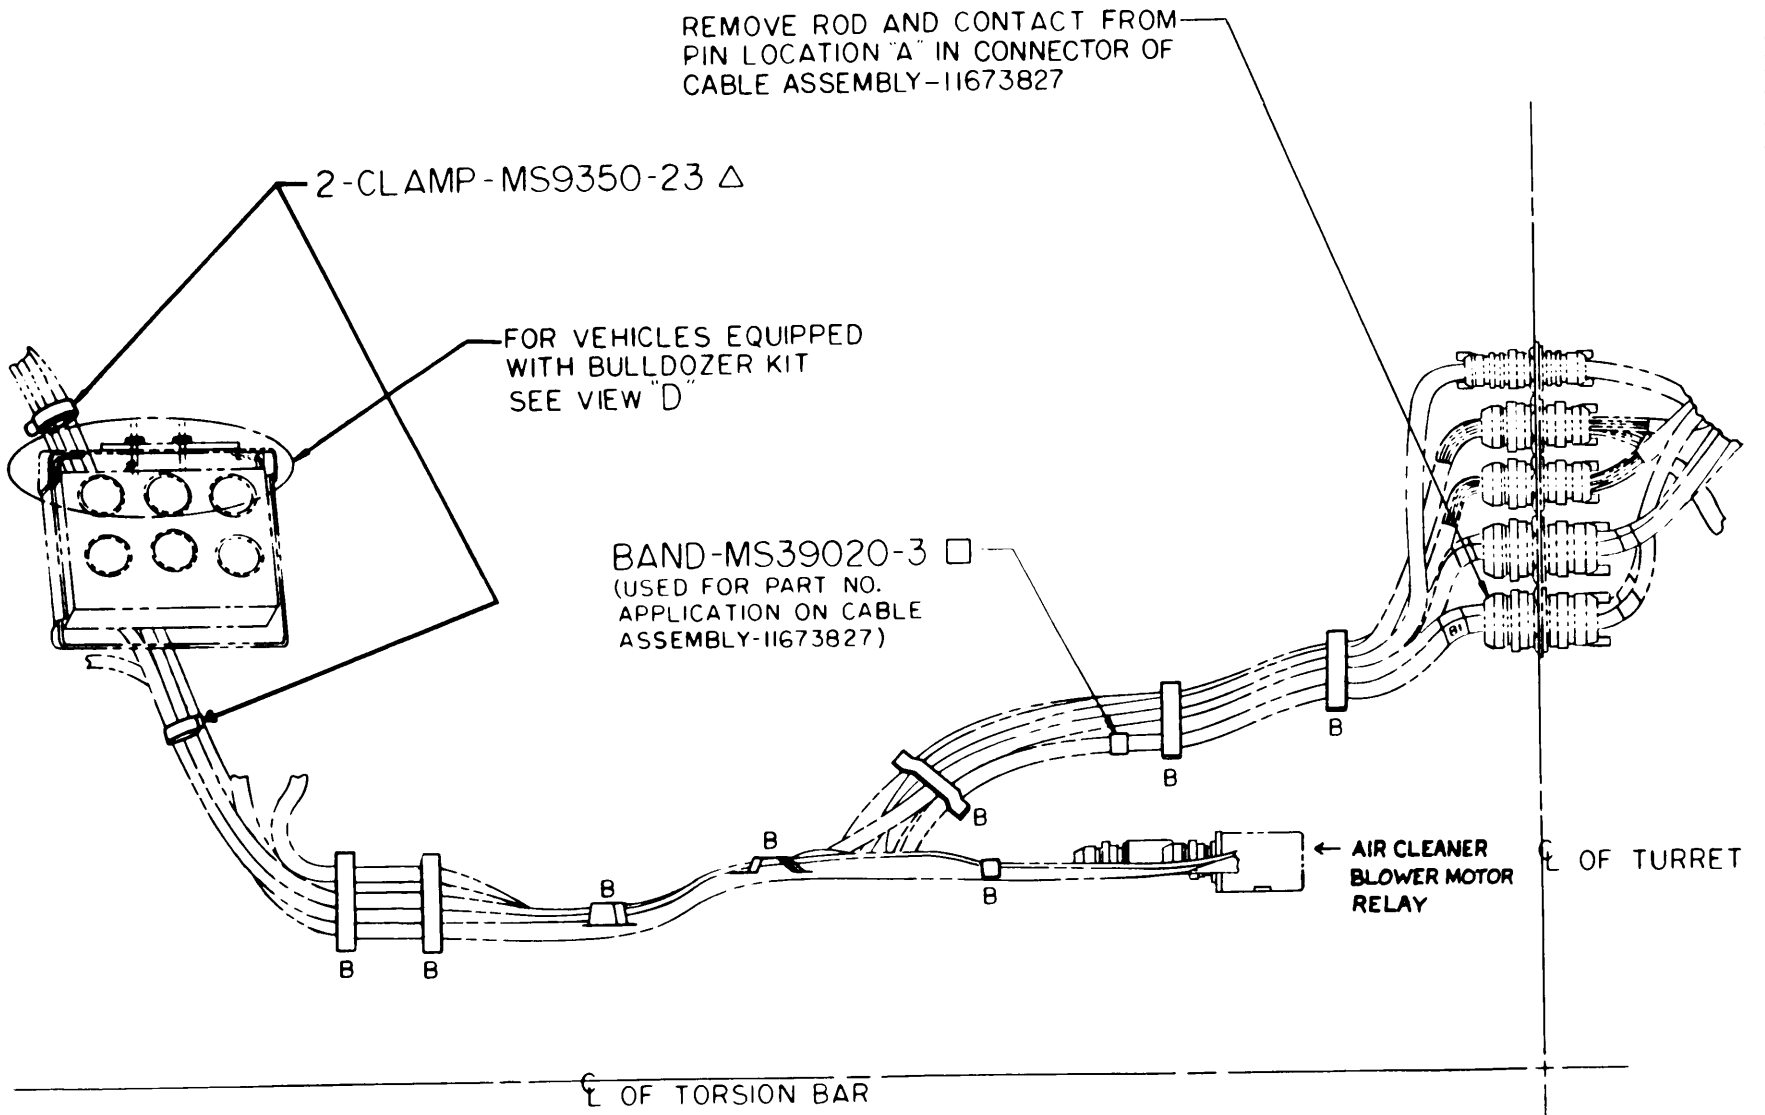 REMOVE ROD AND CONTACT FROM
PIN LOCATION "A" IN CONNECTOR OF
CABLE ASSEMBLY-11673827
2-CLAMP-MS9350-23 △
FOR VEHICLES EQUIPPED
WITH BULLDOZER KIT
SEE VIEW "D"
BAND-MS39020-3 □
(USED FOR PART NO.
APPLICATION ON CABLE
ASSEMBLY-11673827)
81
B
B
B
B
B
B
B
B
AIR CLEANER
BLOWER MOTOR
RELAY
℄ OF TURRET
℄ OF TORSION BAR